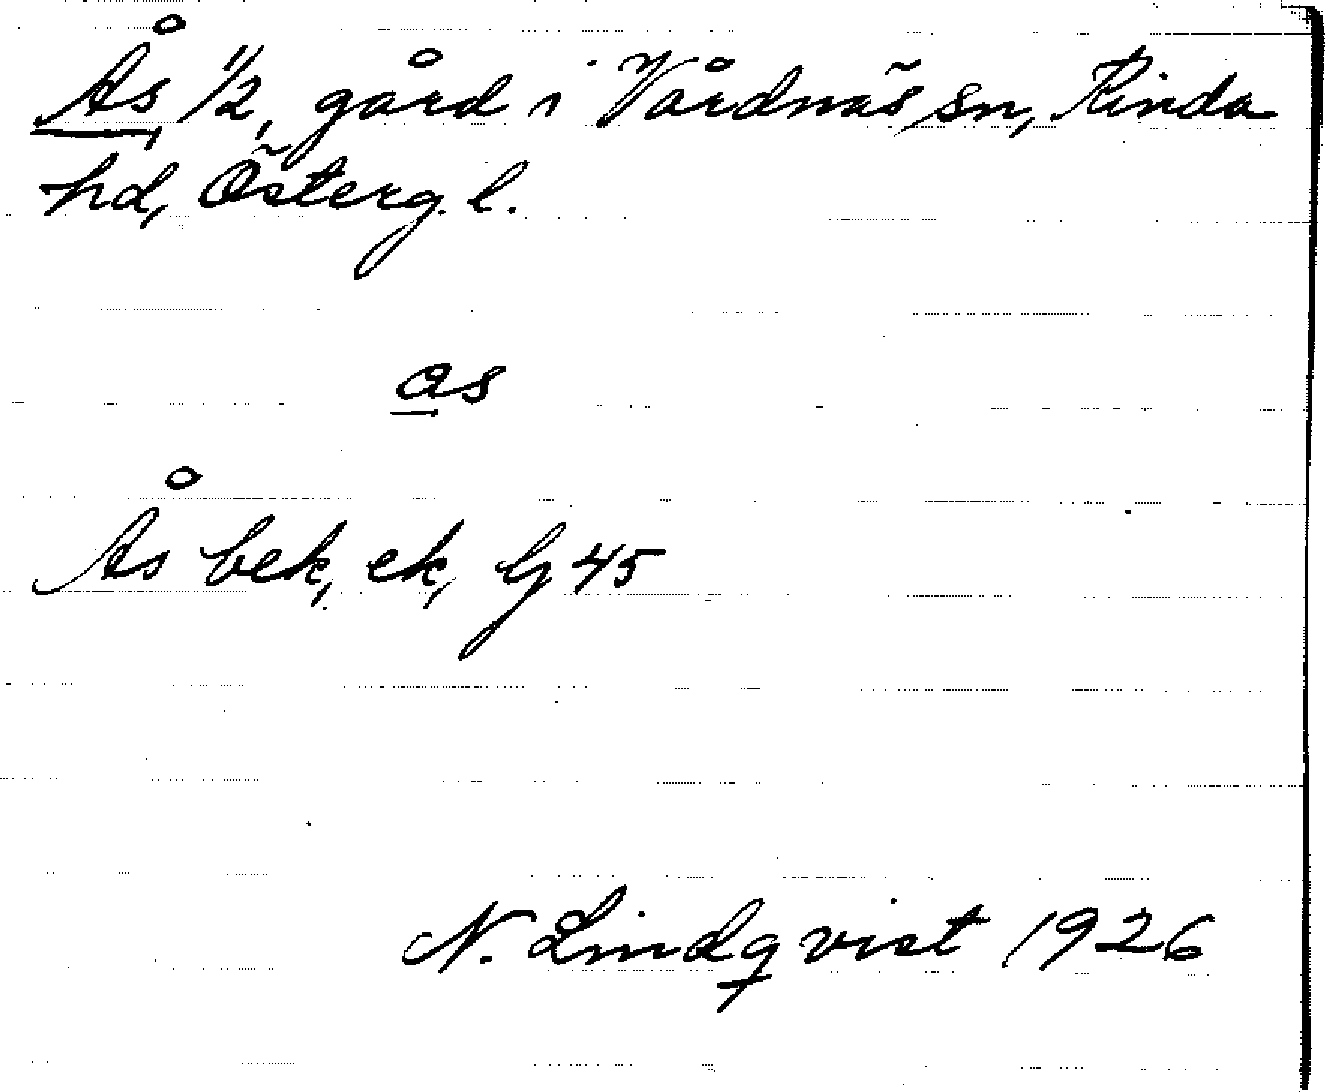 Ås 1/2, gård i Vårdnäs sn, Kinda
hd, Österg. l.
as
Ås bek, ek, G 45
N. Lindqvist 1926